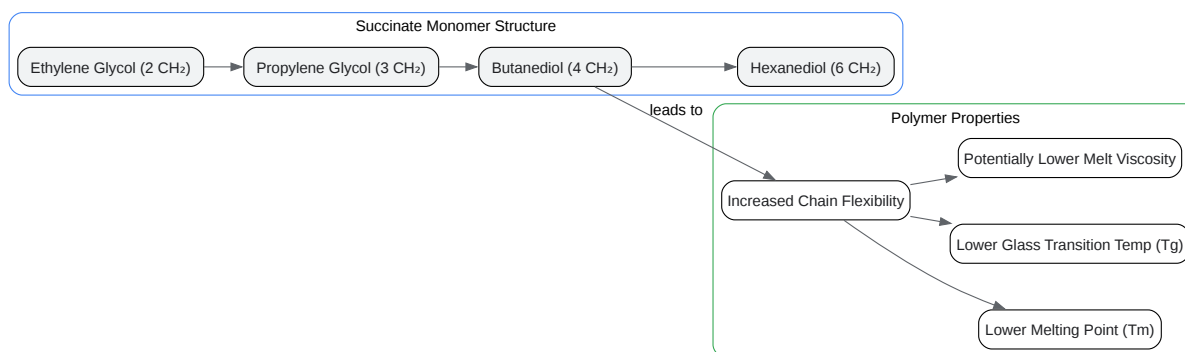 Succinate Monomer Structure
Ethylene Glycol (2 CH₂)
Propylene Glycol (3 CH₂)
Butanediol (4 CH₂)
Hexanediol (6 CH₂)
leads to
Polymer Properties
Potentially Lower Melt Viscosity
Increased Chain Flexibility
Lower Glass Transition Temp (Tg)
Lower Melting Point (Tm)